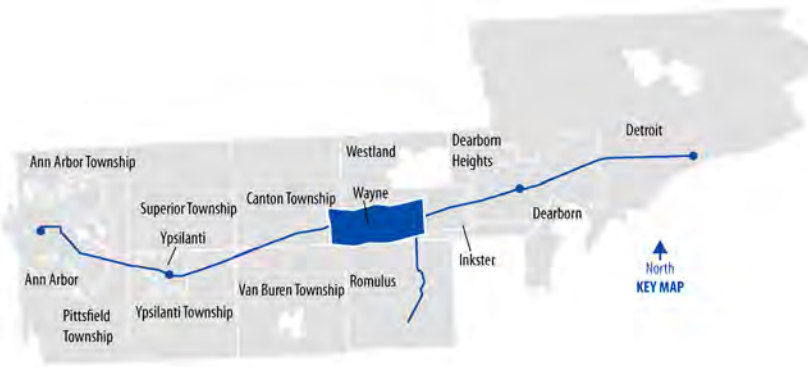 Detroit
Dearborn
Heights
Westland
Ann Arbor Township
Wayne
Canton Township
Superior Township
Dearborn
Ypsilanti
Inkster
North
KEY MAP
Ann Arbor
Romulus
Van Buren Township
Ypsilanti Township
Pittsfield
Township